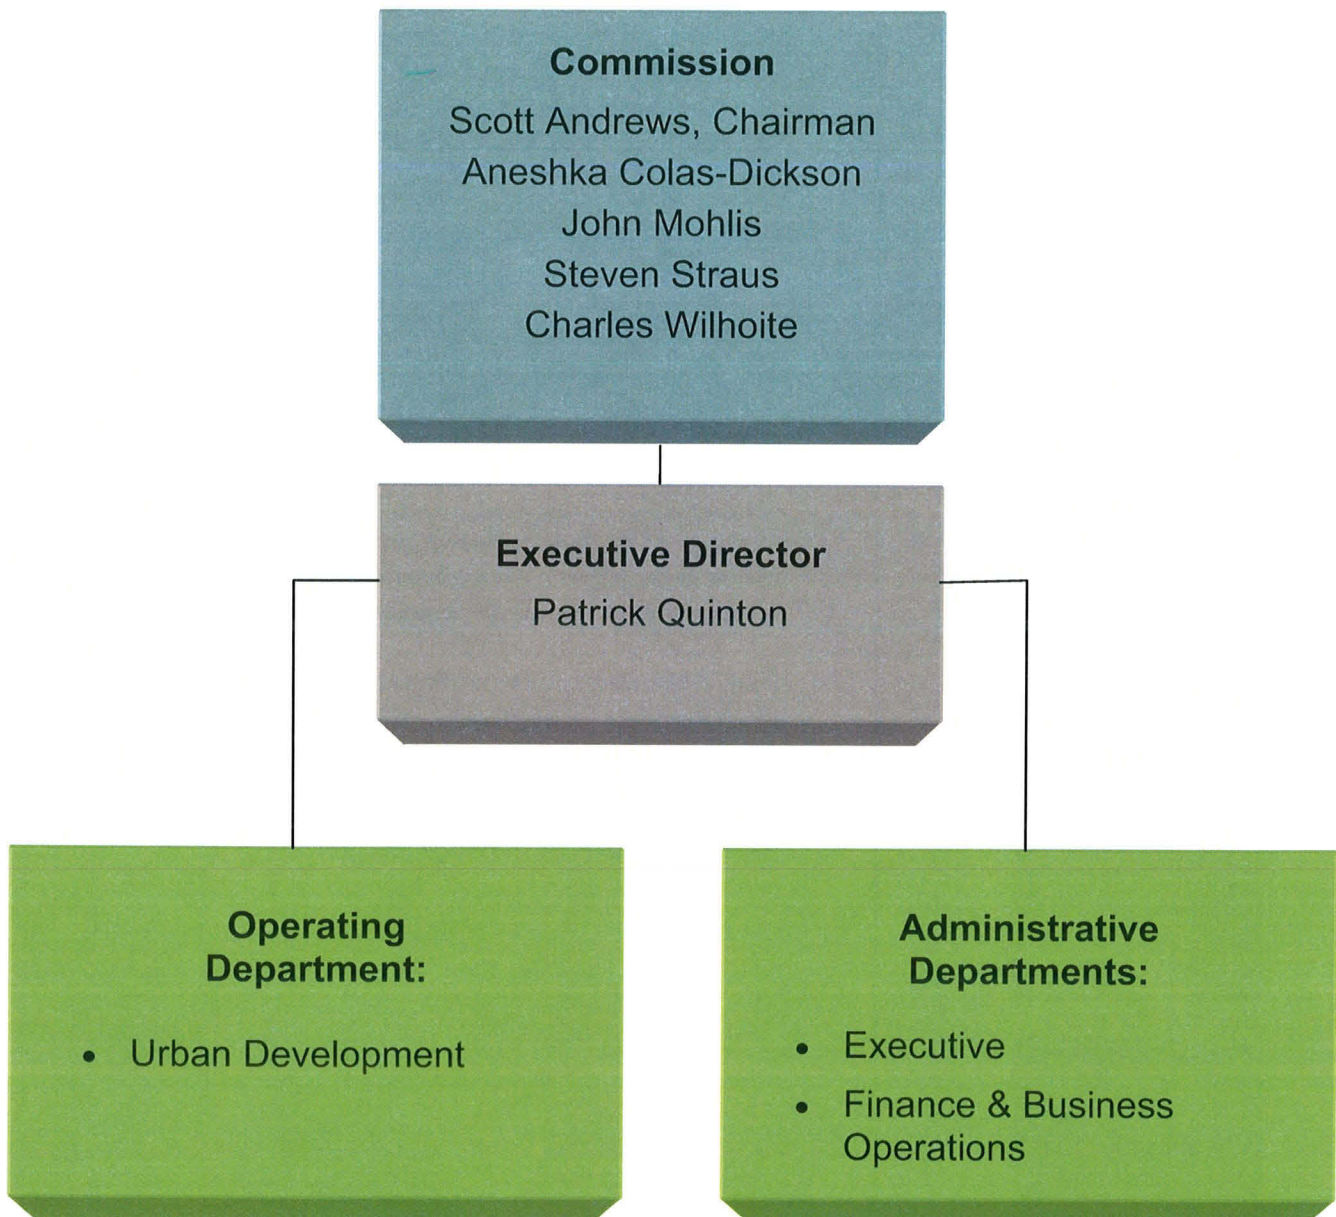 Commission
Scott Andrews, Chairman
Aneshka Colas-Dickson
John Mohlis
Steven Straus
Charles Wilhoite
Executive Director
Patrick Quinton
Operating
Department:
• Urban Development
Administrative
Departments:
• Executive
• Finance & Business
Operations